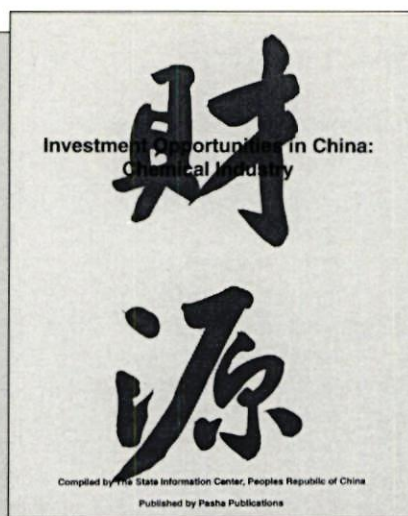 財
Investment Opportunities in China:
Chemical Industry
源
Compiled by The State Information Center, Peoples Republic of China
Published by Pasha Publications